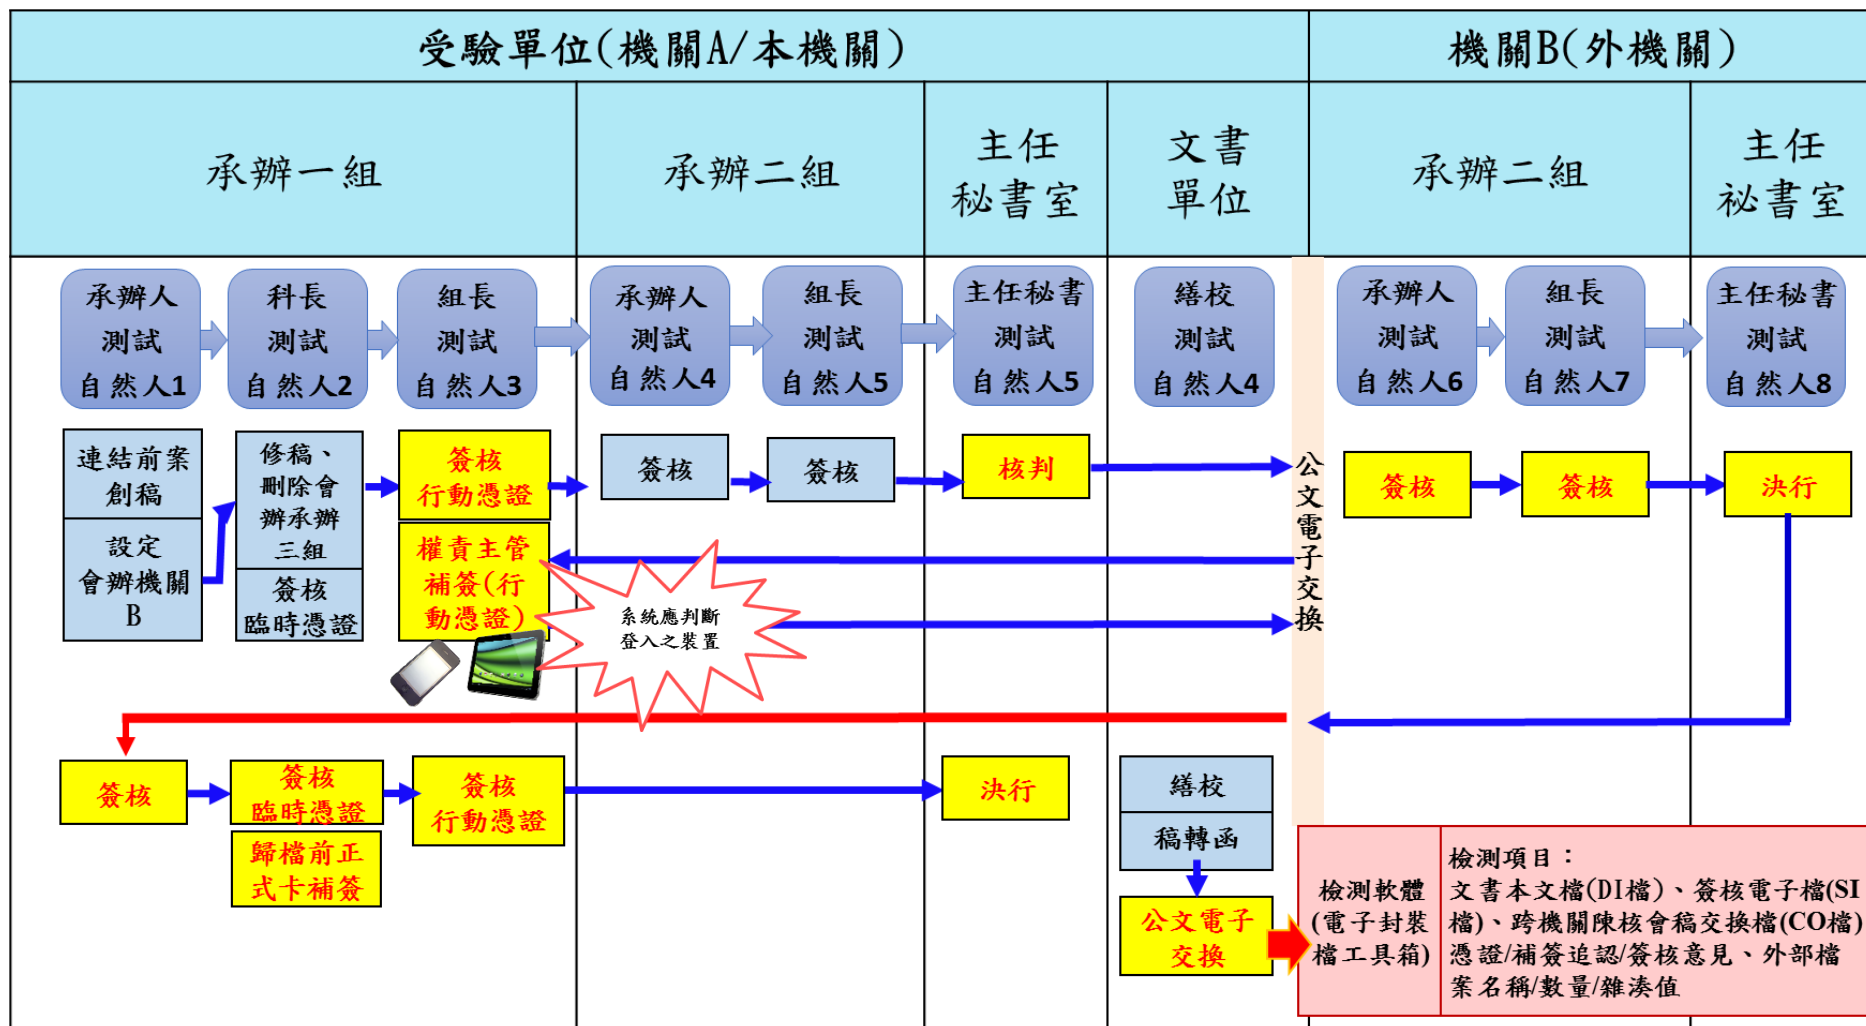 受驗單位(機關A/本機關)
機關B(外機關)
承辦一組
承辦二組
主任
秘書室
文書
單位
承辦二組
主任
祕書室
承辦人
測試
自然人1
科長
測試
自然人2
組長
測試
自然人3
承辦人
測試
自然人4
組長
測試
自然人5
主任秘書
測試
自然人5
繕校
測試
自然人4
承辦人
測試
自然人6
組長
測試
自然人7
主任秘書
測試
自然人8
連結前案
創稿
設定
會辦機關
B
修稿、
刪除會
辦承辦
三組
簽核
臨時憑證
簽核
行動憑證
權責主管
補簽(行
動憑證)
簽核
簽核
核判
公文電子交換
簽核
簽核
決行
系統應判斷
登入之裝置
簽核
簽核
臨時憑證
歸檔前正
式卡補簽
簽核
行動憑證
決行
繕校
稿轉函
公文電子
交換
檢測軟體
(電子封裝
檔工具箱)
檢測項目：
文書本文檔(DI檔)、簽核電子檔(SI
檔)、跨機關陳核會稿交換檔(CO檔)
憑證/補簽追認/簽核意見、外部檔
案名稱/數量/雜湊值